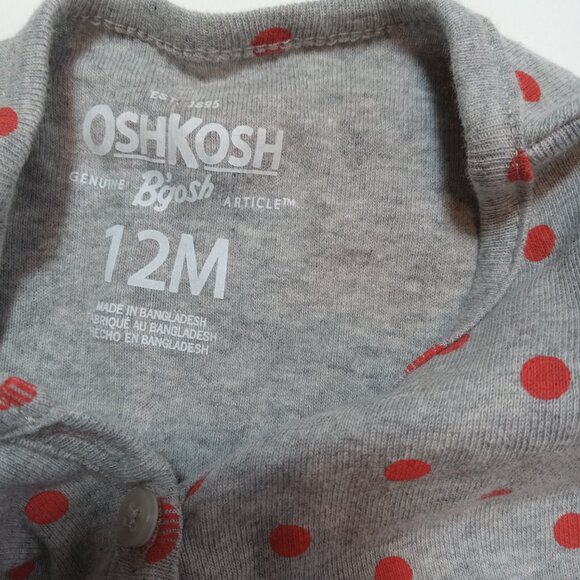 EST. 1895
OSHKOSH
GENUINE B'gosh ARTICLE™
12M
MADE IN BANGLADESH
FABRIQUÉ AU BANGLADESH
HECHO EN BANGLADESH